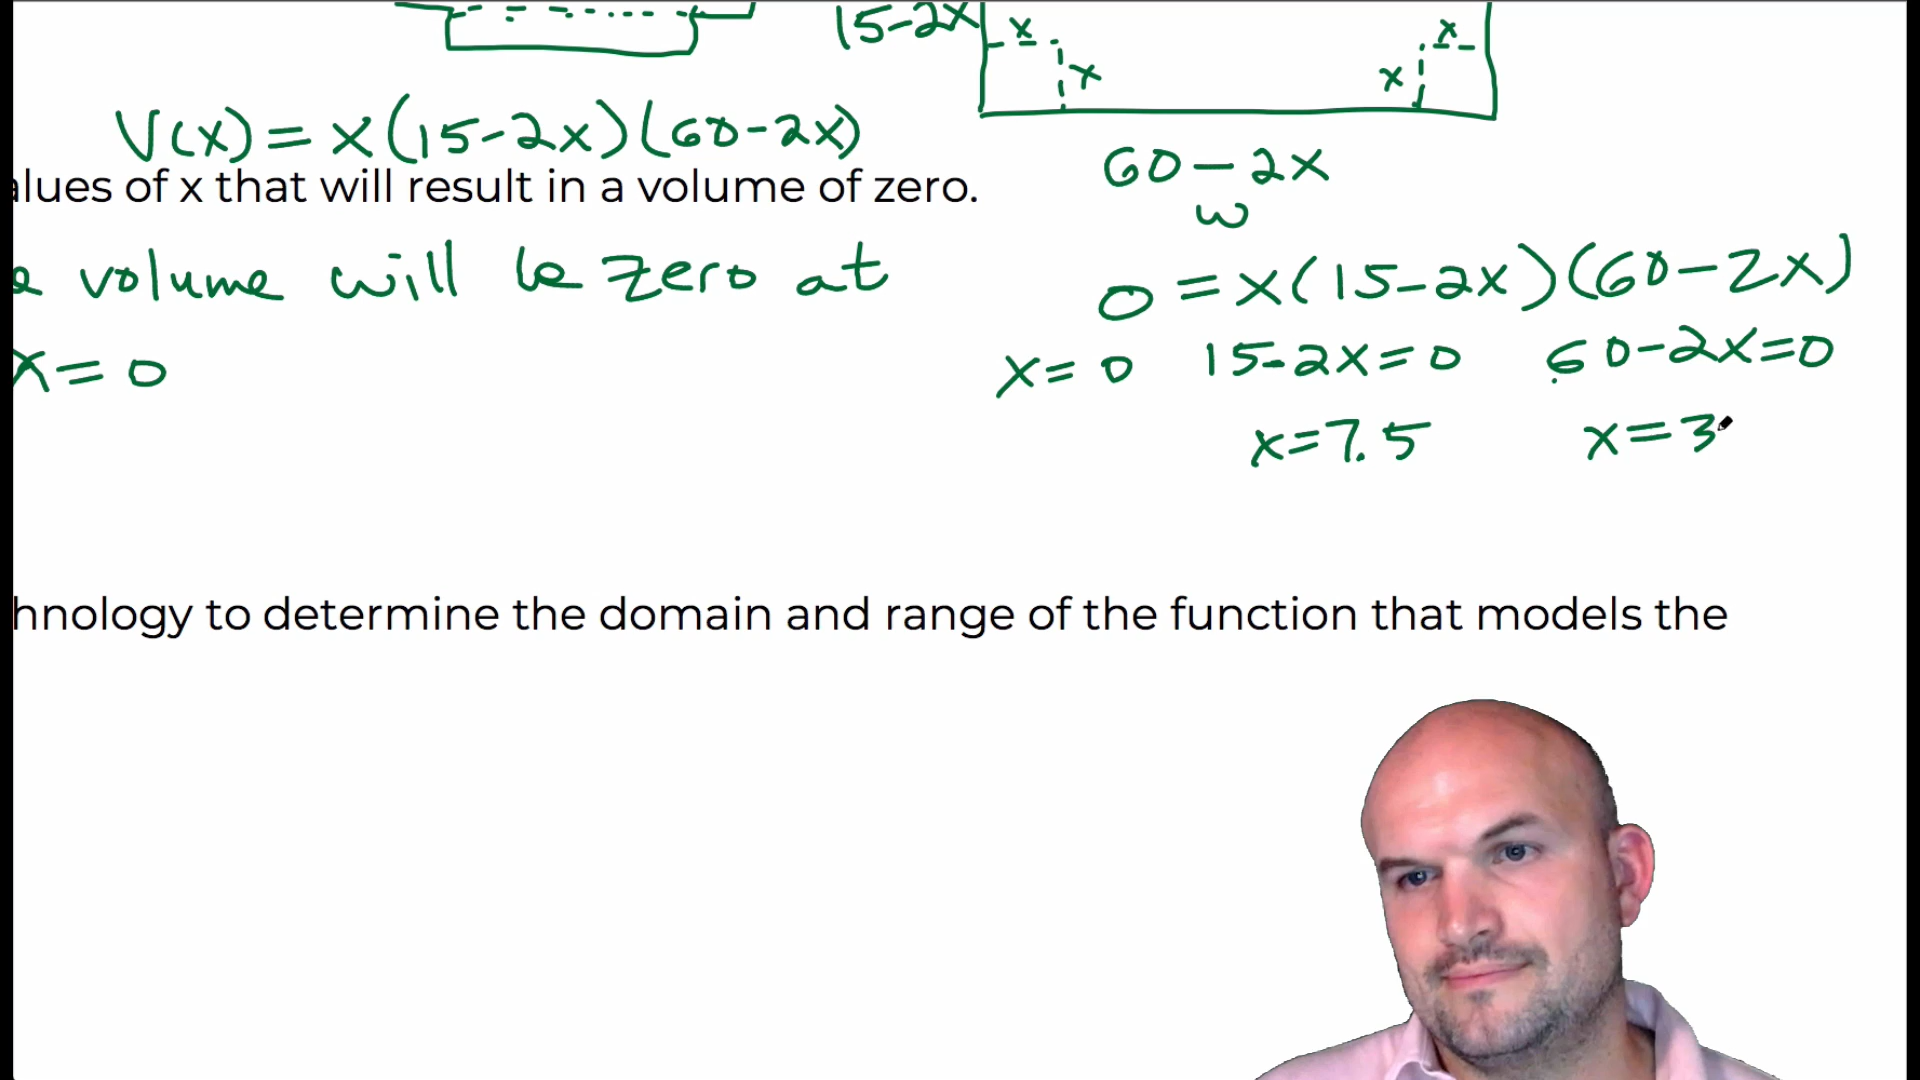 15-2x
x
x
x
x
V(x) = x(15-2x)(60-2x)
60-2x
w
alues of x that will result in a volume of zero.
volume will be zero at
0 = x(15-2x)(60-2x)
x = 0
x = 0 15-2x=0 60-2x=0
x=7.5 x=3
hnology to determine the domain and range of the function that models the